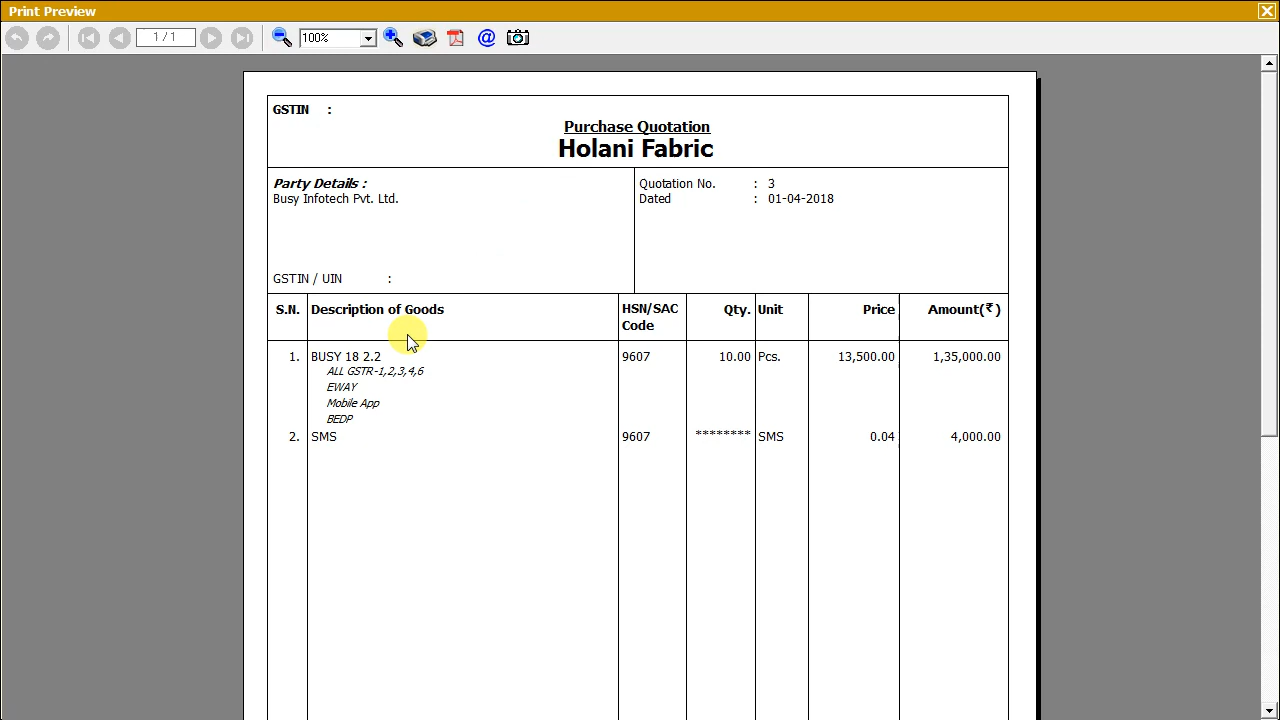 Print Preview
1 / 1
100%
GSTIN :
Purchase Quotation
Holani Fabric
Party Details :
Busy Infotech Pvt. Ltd.
Quotation No. : 3
Dated : 01-04-2018
GSTIN / UIN :
S.N. Description of Goods HSN/SAC Code Qty. Unit Price Amount(₹)
1. BUSY 18 2.2 9607 10.00 Pcs. 13,500.00 1,35,000.00
ALL GSTR-1,2,3,4,6
EWAY
Mobile App
BEDP
2. SMS 9607 ******** SMS 0.04 4,000.00